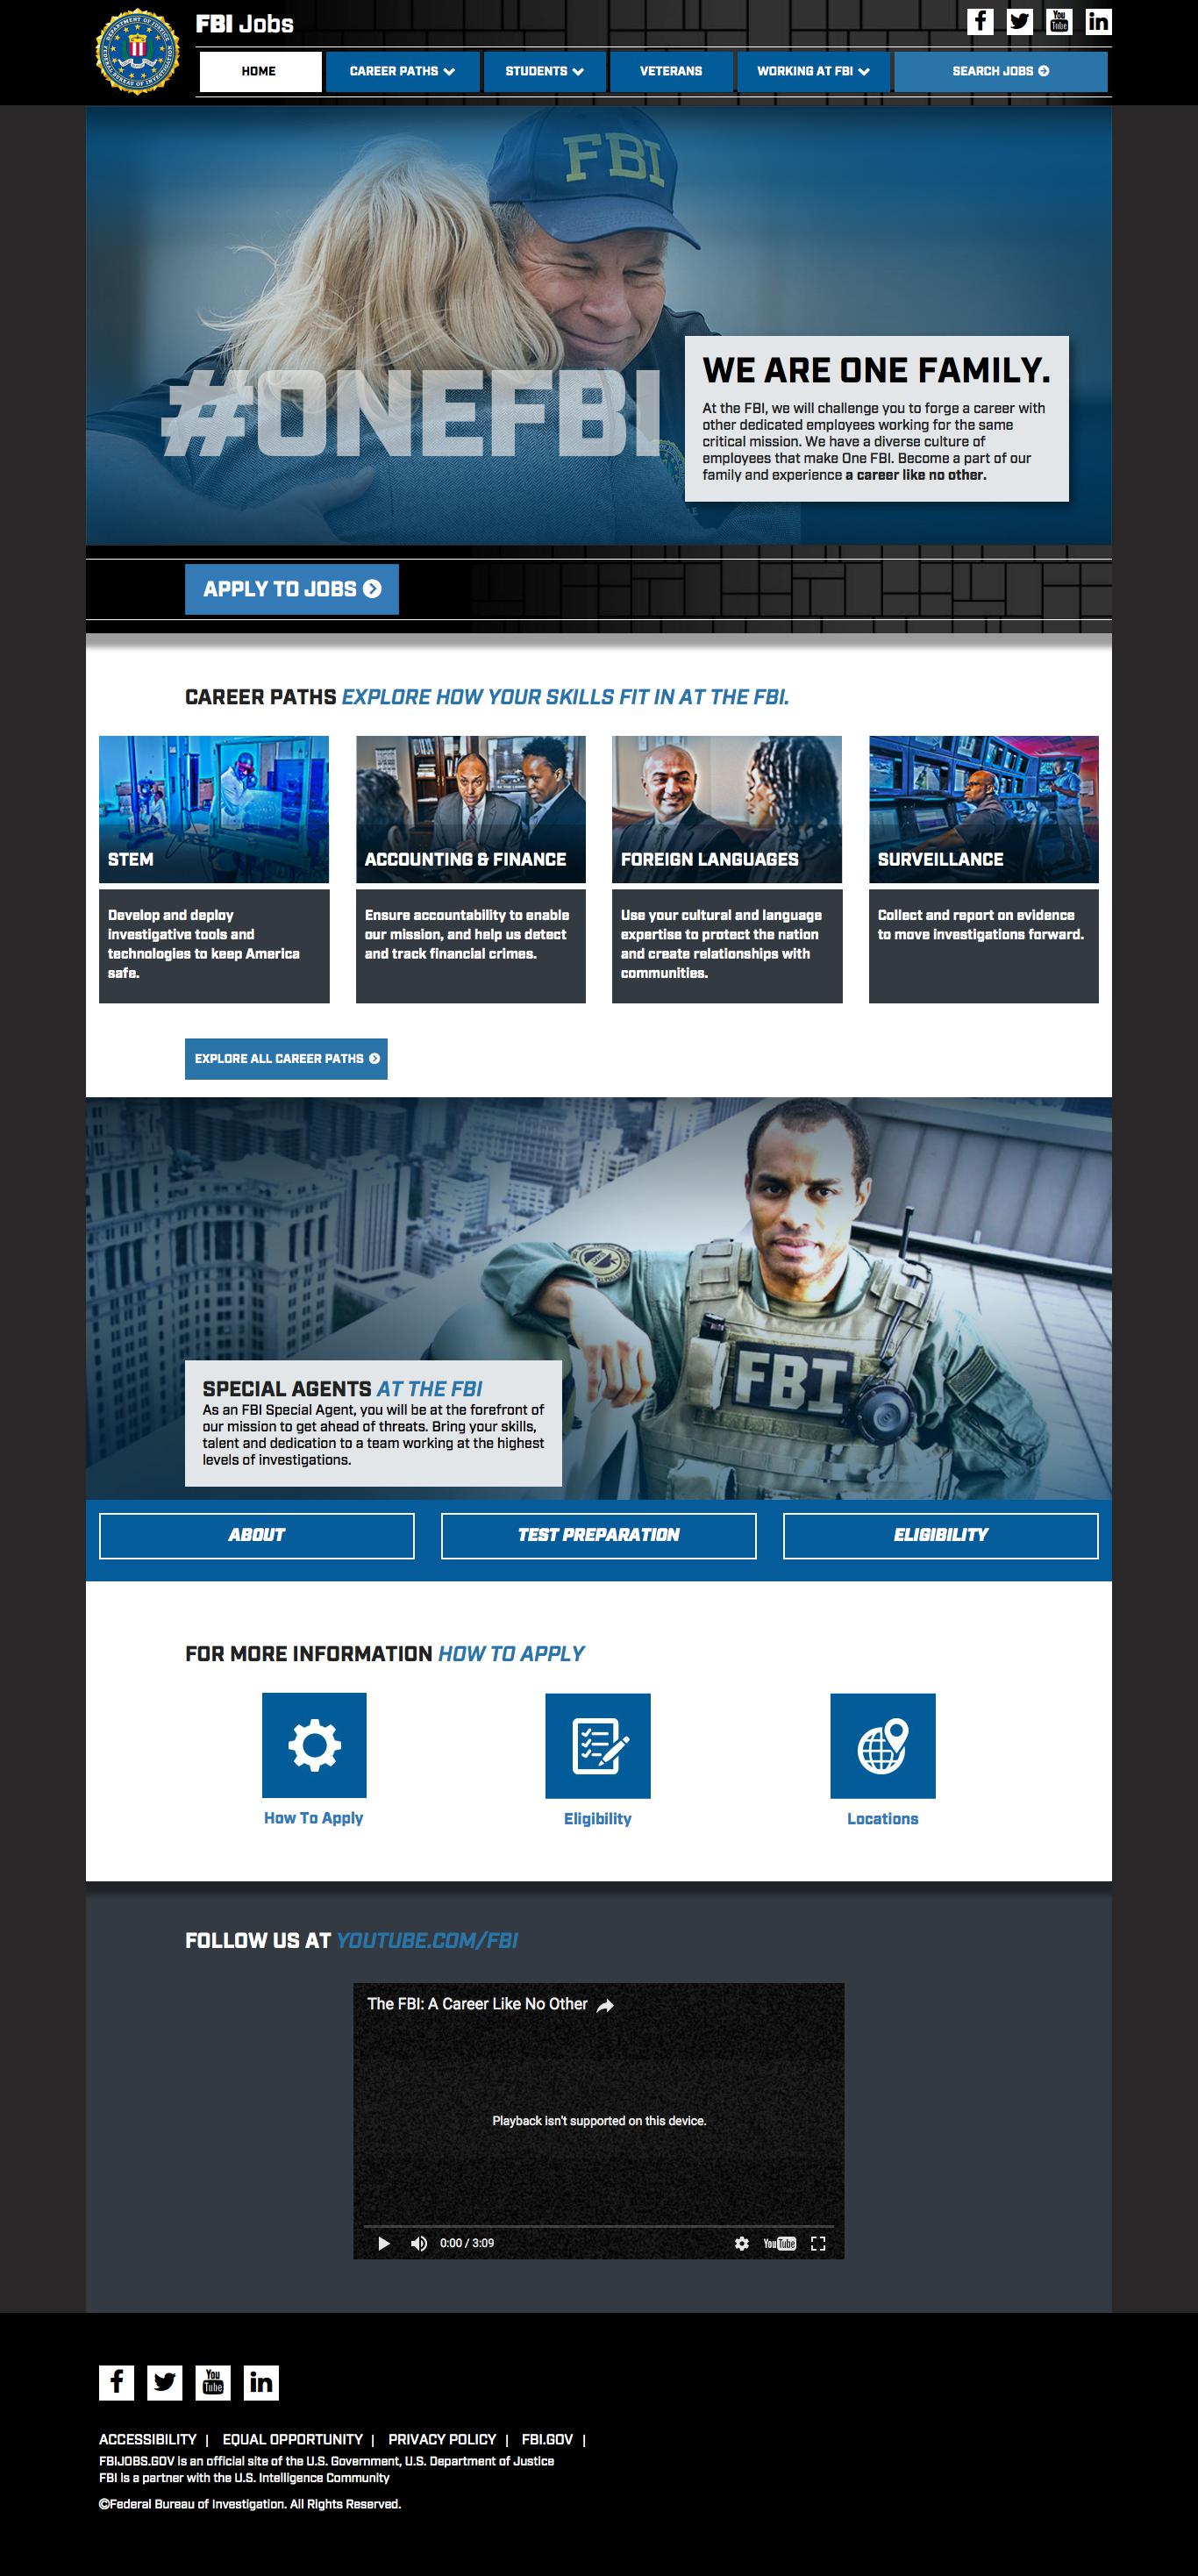 FBI Jobs
HOME
CAREER PATHS
STUDENTS
VETERANS
WORKING AT FBI
SEARCH JOBS
FBI
#ONEFBI
WE ARE ONE FAMILY.
At the FBI, we will challenge you to forge a career with
other dedicated employees working for the same
critical mission. We have a diverse culture of
employees that make One FBI. Become a part of our
family and experience a career like no other.
APPLY TO JOBS
CAREER PATHS EXPLORE HOW YOUR SKILLS FIT IN AT THE FBI.
STEM
Develop and deploy
investigative tools and
technologies to keep America
safe.
ACCOUNTING & FINANCE
Ensure accountability to enable
our mission, and help us detect
and track financial crimes.
FOREIGN LANGUAGES
Use your cultural and language
expertise to protect the nation
and create relationships with
communities.
SURVEILLANCE
Collect and report on evidence
to move investigations forward.
EXPLORE ALL CAREER PATHS
FBI
SPECIAL AGENTS AT THE FBI
As an FBI Special Agent, you will be at the forefront of
our mission to get ahead of threats. Bring your skills,
talent and dedication to a team working at the highest
levels of investigations.
ABOUT
TEST PREPARATION
ELIGIBILITY
FOR MORE INFORMATION HOW TO APPLY
How To Apply
Eligibility
Locations
FOLLOW US AT YOUTUBE.COM/FBI
The FBI: A Career Like No Other
Playback isn't supported on this device.
0:00 / 3:09
YouTube
You Tube
in
ACCESSIBILITY | EQUAL OPPORTUNITY | PRIVACY POLICY | FBI.GOV |
FBIJOBS.GOV is an official site of the U.S. Government, U.S. Department of Justice
FBI is a partner with the U.S. Intelligence Community
©Federal Bureau of Investigation. All Rights Reserved.